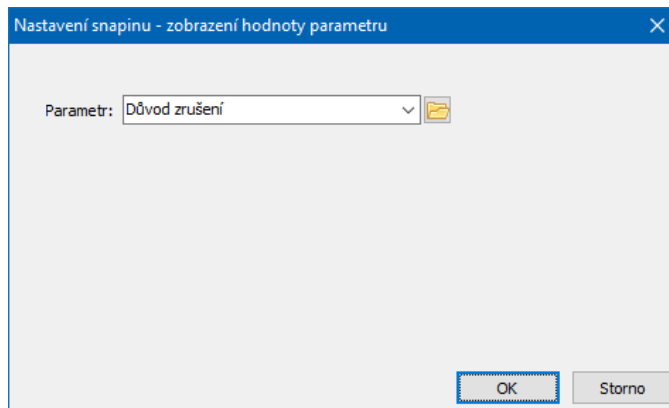 Nastavení snapinu - zobrazení hodnoty parametru
Parametr: Důvod zrušení
OK Storno